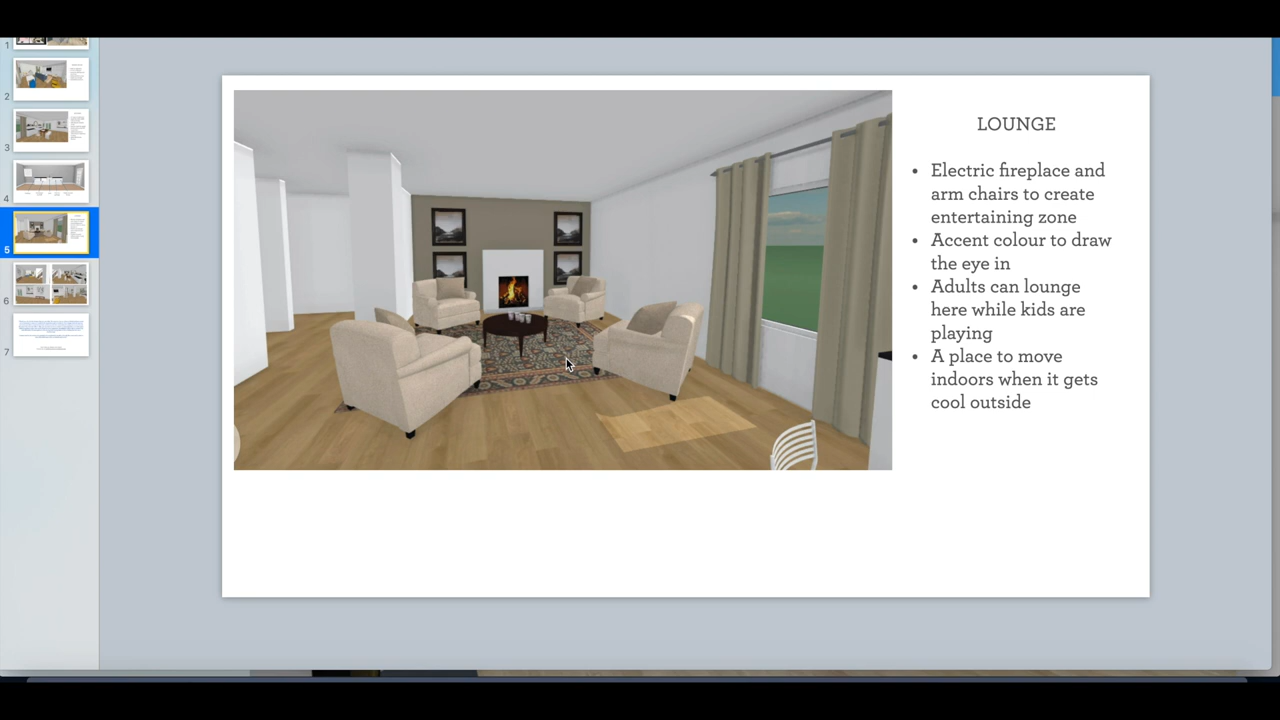 1
2
3
4
5
6
7
LOUNGE
• Electric fireplace and
arm chairs to create
entertaining zone
• Accent colour to draw
the eye in
• Adults can lounge
here while kids are
playing
• A place to move
indoors when it gets
cool outside